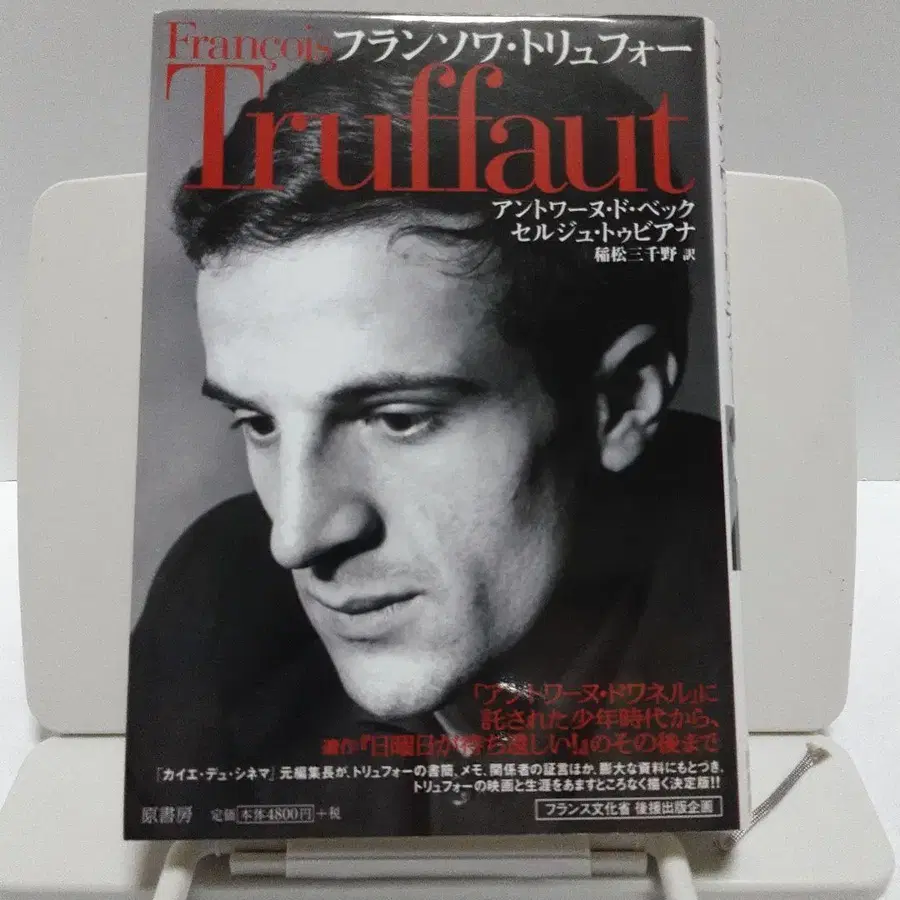 François フランソワ・トリュフォー
Truffaut
アントワーヌ・ド・ベック
セルジュ・トゥビアナ
稲松三千野 訳
「アントワーヌ・ドワネル」に
託された少年時代から、
遺作『日曜日が待ち遠しい!』のその後まで
『カイエ・デュ・シネマ』元編集長が、トリュフォーの書簡、メモ、関係者の証言ほか、膨大な資料にもとづき、
トリュフォーの映画と生涯をあますところなく描く決定版!!
原書房 定価 本体4800円 +税 フランス文化省 後援出版企画